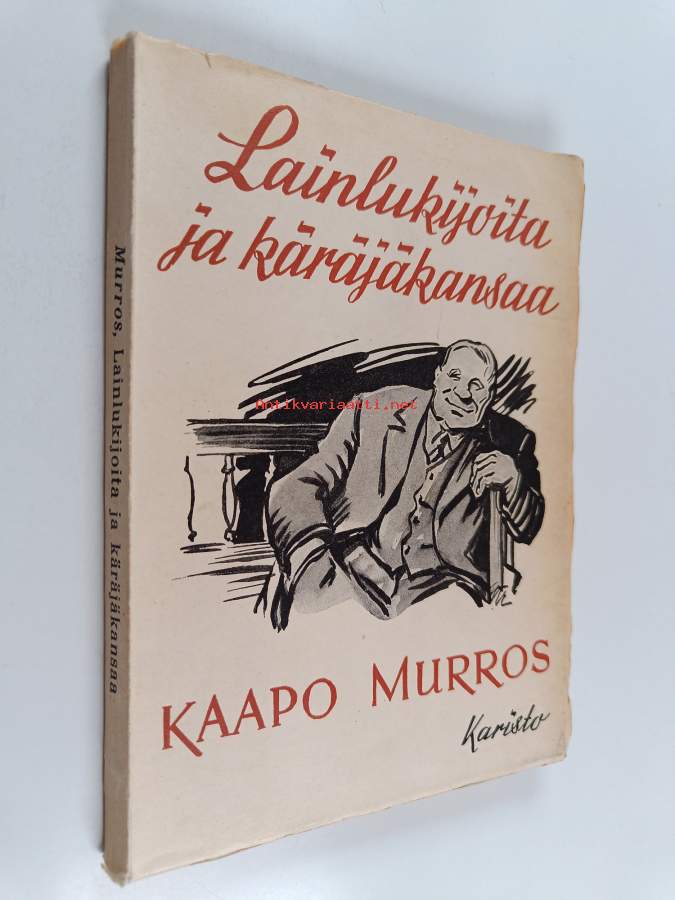 Lainlukijoita
ja käräjäkansaa
Antikvariaatti.net
KAAPO MURROS
Karisto
Murros, Lainlukijoita ja käräjäkansaa